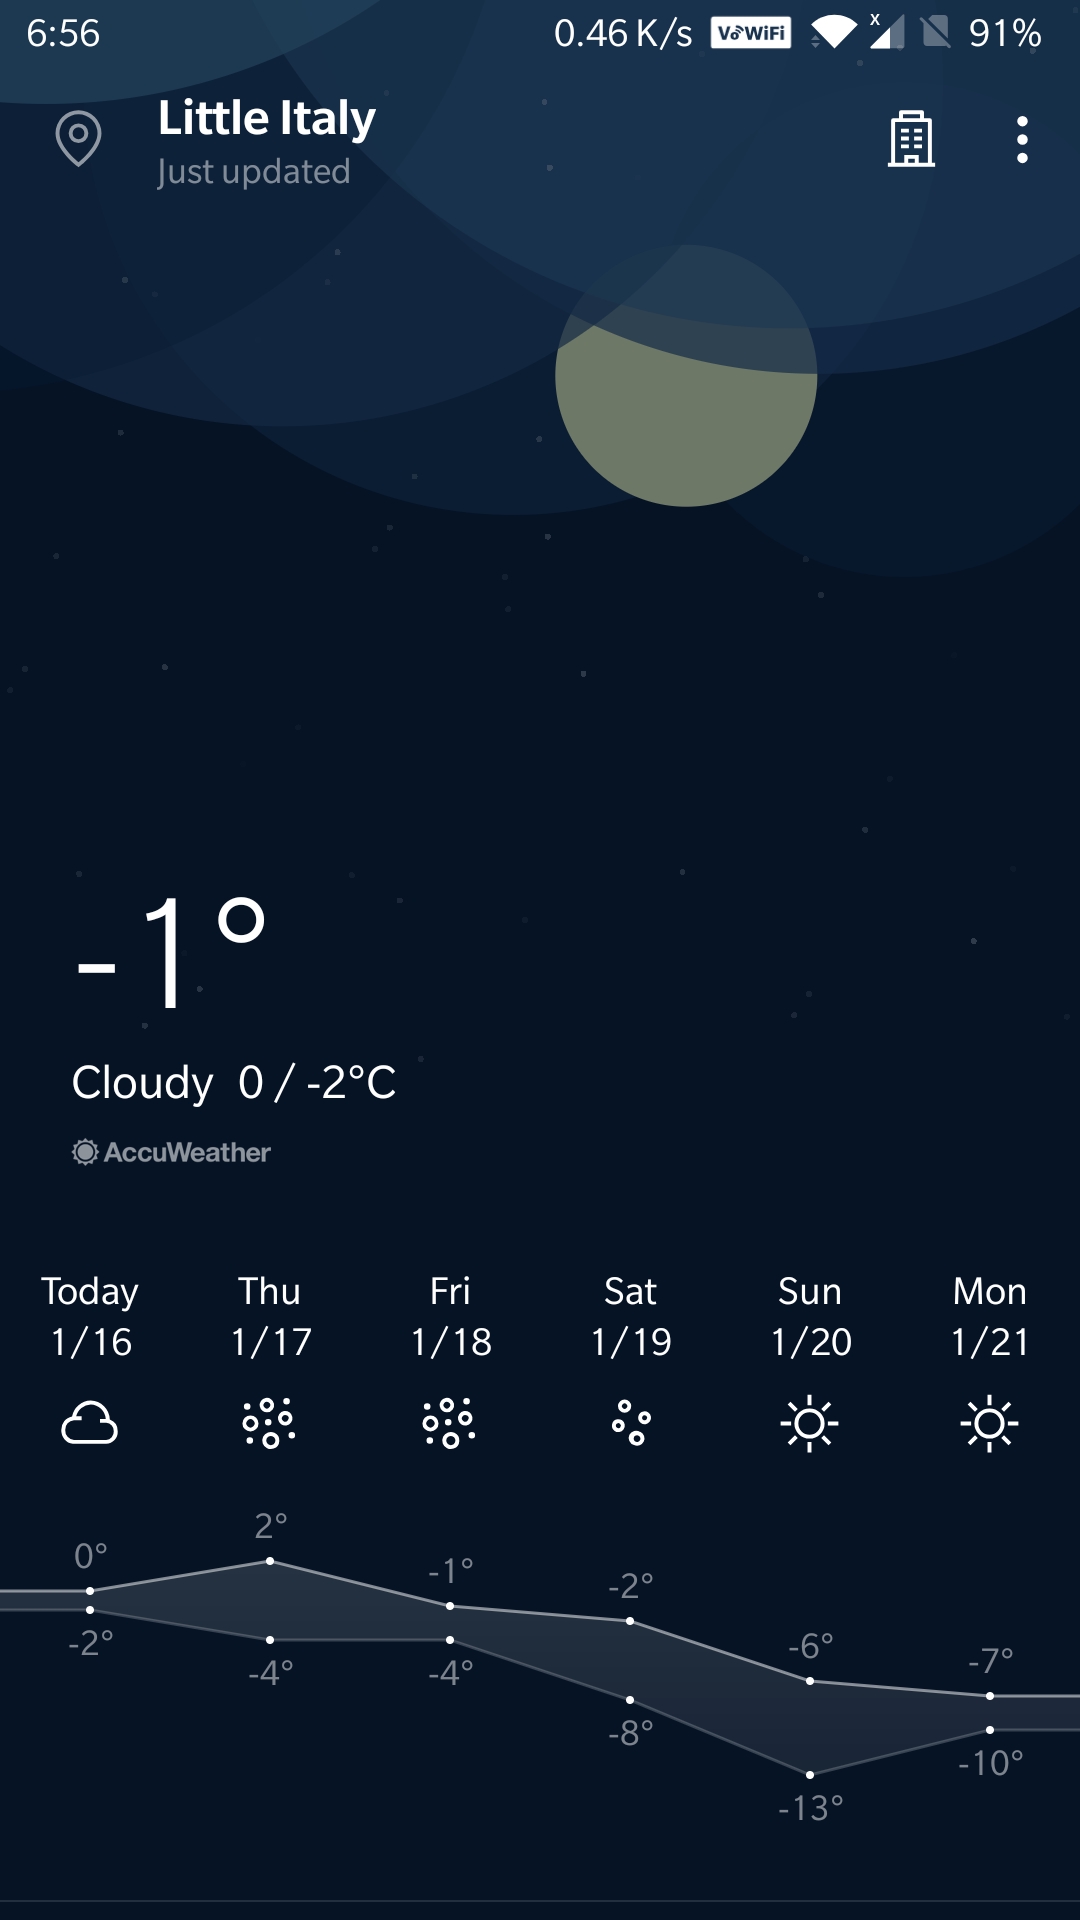 6:56 0.46 K/s VoWiFi X 91%
Little Italy
Just updated
-1°
Cloudy 0 / -2°C
AccuWeather
Today Thu Fri Sat Sun Mon
1/16 1/17 1/18 1/19 1/20 1/21
0° 2° -1° -2° -6° -7°
-2° -4° -4° -8° -13° -10°